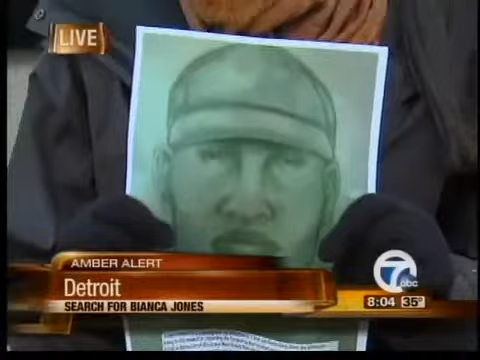 LIVE
AMBER ALERT
Detroit
SEARCH FOR BIANCA JONES
7 abc
8:04 35°